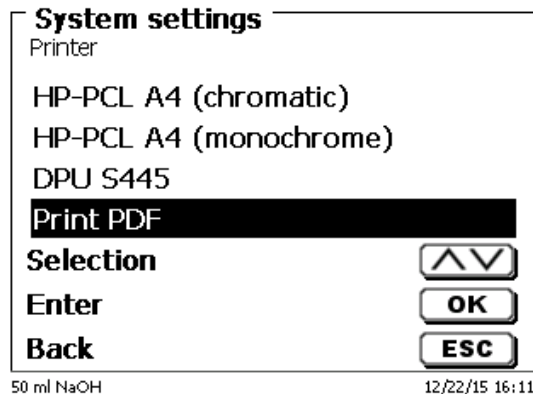 System settings
Printer
HP-PCL A4 (chromatic)
HP-PCL A4 (monochrome)
DPU S445
Print PDF
Selection
Enter OK
Back ESC
50 ml NaOH 12/22/15 16:11